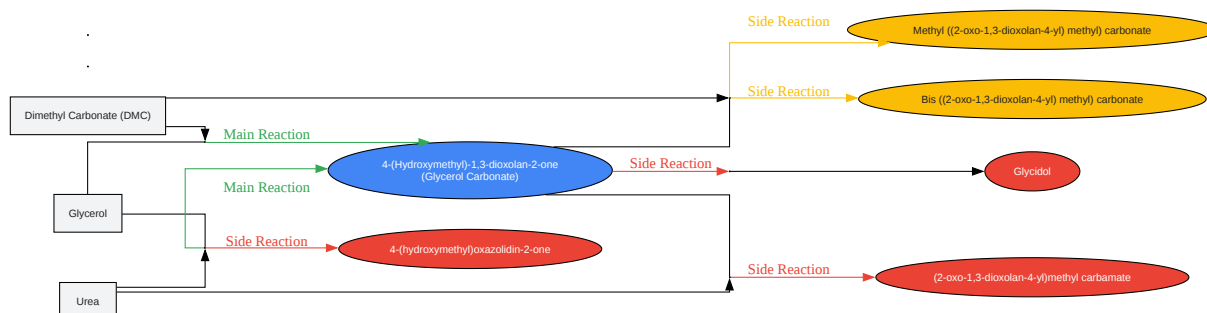 Side Reaction
Methyl ((2-oxo-1,3-dioxolan-4-yl) methyl) carbonate
.
.
Side Reaction
Bis ((2-oxo-1,3-dioxolan-4-yl) methyl) carbonate
Dimethyl Carbonate (DMC)
Main Reaction
4-(Hydroxymethyl)-1,3-dioxolan-2-one
(Glycerol Carbonate)
Side Reaction
Glycidol
Main Reaction
Glycerol
Side Reaction
4-(hydroxymethyl)oxazolidin-2-one
Side Reaction
(2-oxo-1,3-dioxolan-4-yl)methyl carbamate
Urea